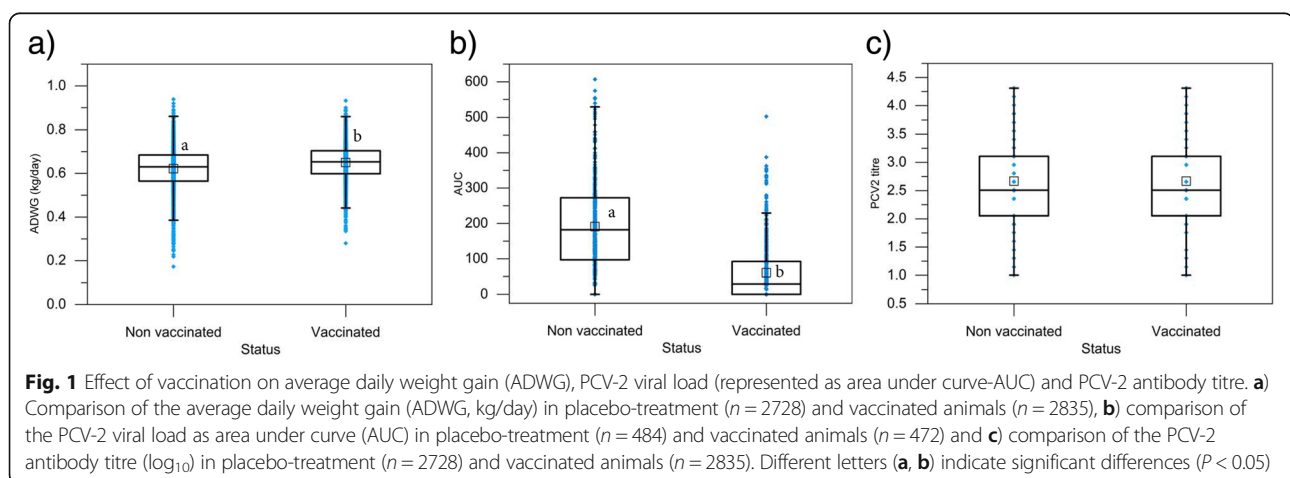 a)
b)
c)
ADWG (kg/day)
1.0
0.8
0.6
0.4
0.2
0.0
a
b
Non vaccinated
Vaccinated
Status
AUC
600
500
400
300
200
100
0
a
b
Non vaccinated
Vaccinated
Status
PCV2 titre
4.5
4.0
3.5
3.0
2.5
2.0
1.5
1.0
0.5
Non vaccinated
Vaccinated
Status
Fig. 1 Effect of vaccination on average daily weight gain (ADWG), PCV-2 viral load (represented as area under curve-AUC) and PCV-2 antibody titre. a)
Comparison of the average daily weight gain (ADWG, kg/day) in placebo-treatment (n = 2728) and vaccinated animals (n = 2835), b) comparison of
the PCV-2 viral load as area under curve (AUC) in placebo-treatment (n = 484) and vaccinated animals (n = 472) and c) comparison of the PCV-2
antibody titre (log10) in placebo-treatment (n = 2728) and vaccinated animals (n = 2835). Different letters (a, b) indicate significant differences (P < 0.05)